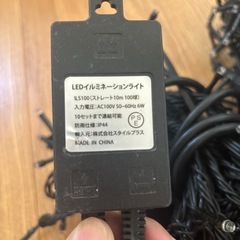 LEDイルミネーションライト
ILS100(ストレート10m 100球)
入力電圧:AC100V 50~60Hz 6W
10セットまで連結可能
防雨仕様:IP44
輸入元:株式会社スタイルプラス
MADE IN CHINA
PSE